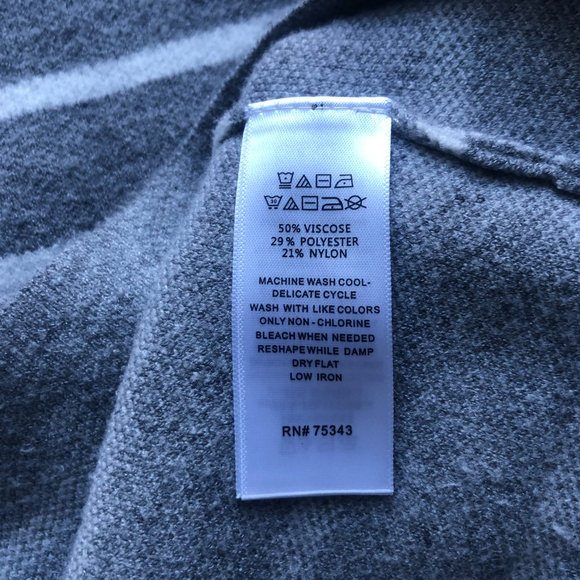 50% VISCOSE
29% POLYESTER
21% NYLON
MACHINE WASH COOL-
DELICATE CYCLE
WASH WITH LIKE COLORS
ONLY NON - CHLORINE
BLEACH WHEN NEEDED
RESHAPE WHILE DAMP
DRY FLAT
LOW IRON
RN# 75343